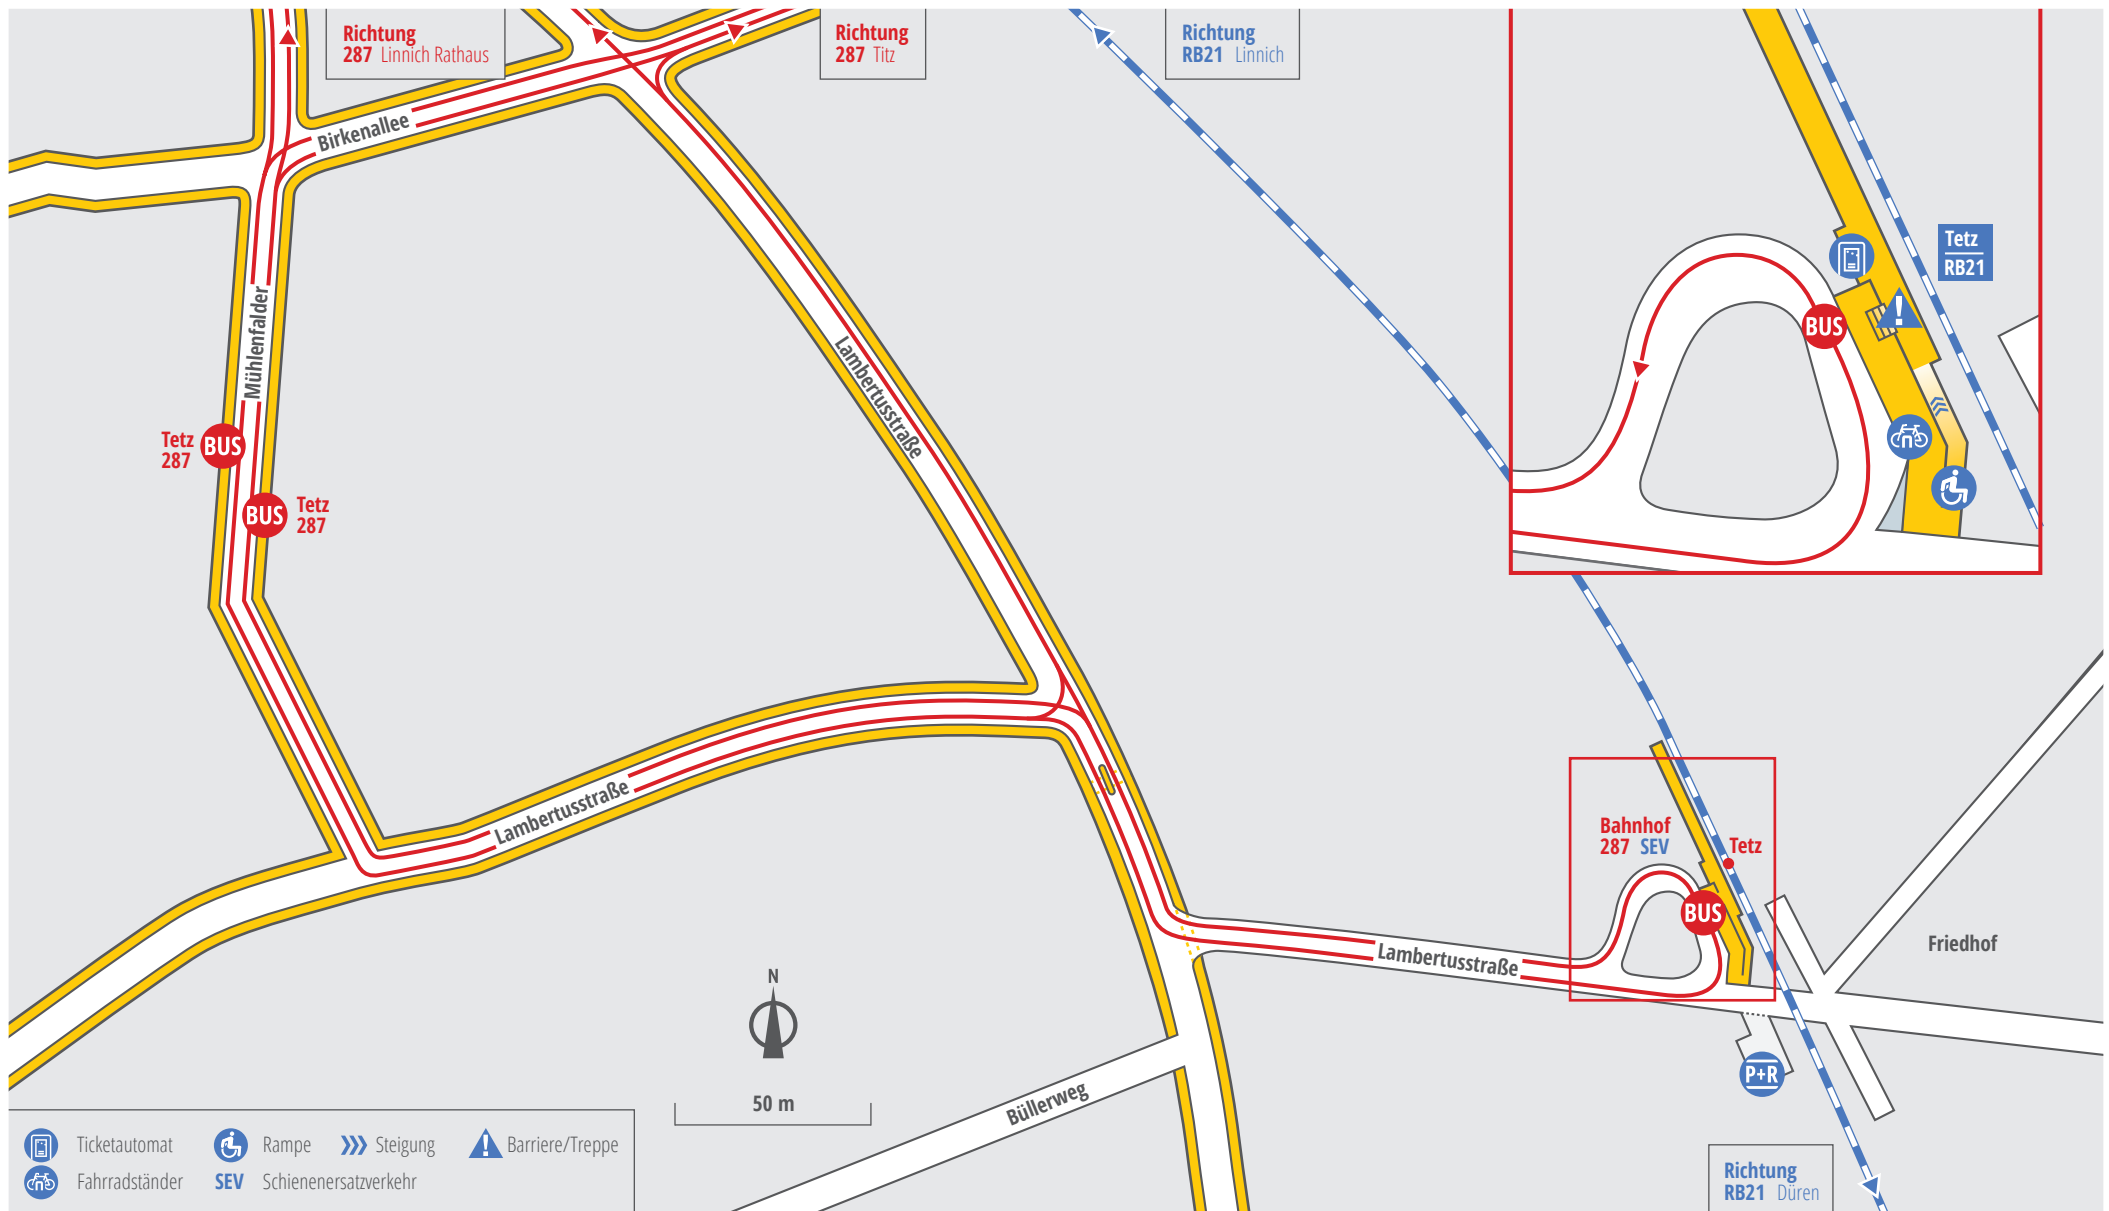 Richtung
287 Linnich Rathaus
Richtung
287 Titz
Richtung
RB21 Linnich
Birkenallee
Tetz
RB21
BUS
Mühlenfalder
Lambertusstraße
Tetz
287
BUS
BUS
Tetz
287
Lambertusstraße
Bahnhof
287 SEV
Tetz
BUS
Lambertusstraße
Friedhof
N
50 m
Büllerweg
P+R
Richtung
RB21 Düren
Ticketautomat
Rampe
Steigung
Barriere/Treppe
Fahrradständer
SEV Schienenersatzverkehr